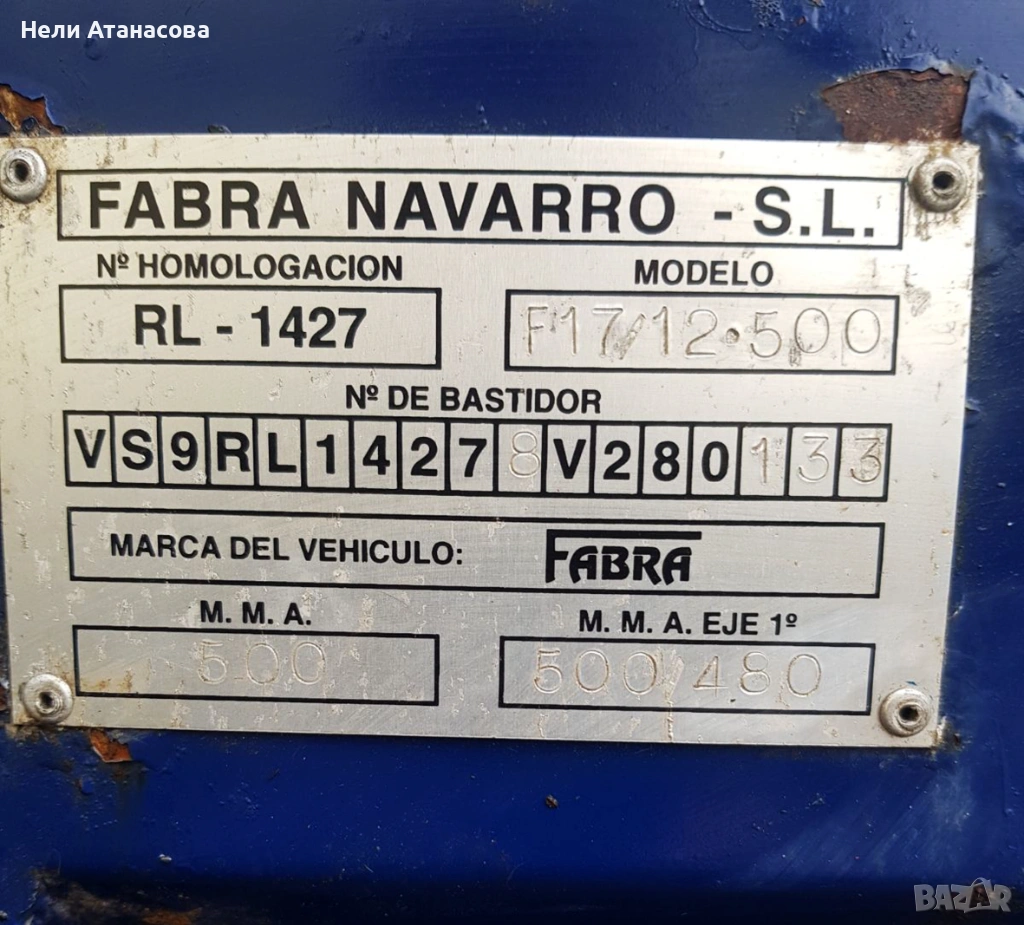 Нели Атанасова
FABRA NAVARRO - S.L.
Nº HOMOLOGACION MODELO
RL - 1427 F17/12·500
Nº DE BASTIDOR
VS9RL14278V280133
MARCA DEL VEHICULO: FABRA
M. M. A. M. M. A. EJE 1º
500 500/480
BAZAR